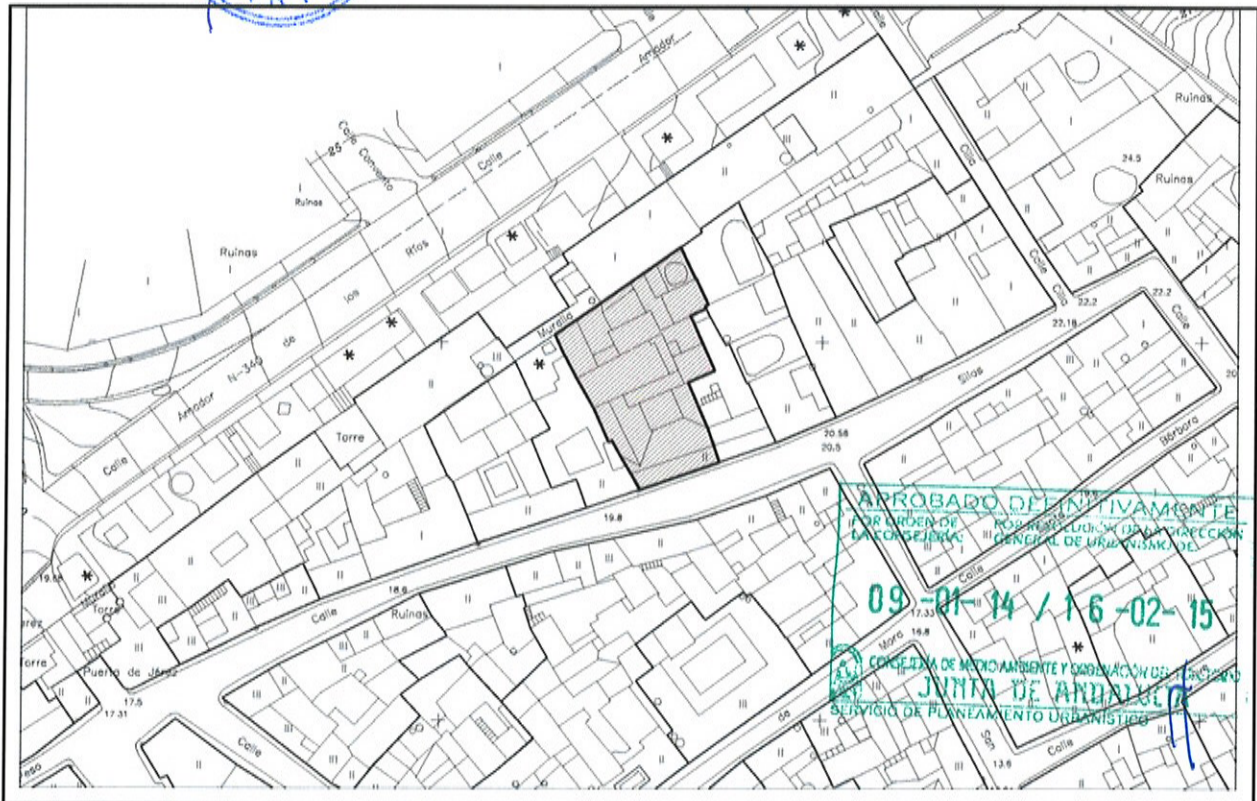 Calle
Amador
Ruinas
24.5
Ruinas
Calle Convento
25
Calle
Cilla
Ruinas
Ruinas
Ríos
los
de
N-340
Amador
Calle
Muralla
Calle
Cilla
22.2
22.2
Calle
22.18
Silos
Torre
20.58
20.5
Bárbara
19.8
APROBADO DEFINITIVAMENTE
POR ORDEN DE LA CONSEJERÍA:
POR RESOLUCIÓN DE LA DIRECCIÓN GENERAL DE URBANISMO DE:
09-01-14 / 16-02-15
CONSEJERÍA DE MEDIO AMBIENTE Y ORDENACIÓN DEL TERRITORIO
JUNTA DE ANDALUCÍA
SERVICIO DE PLANEAMIENTO URBANÍSTICO
Calle
17.33
16.8
Mora
de
San
Calle
13.6
19.68
Muralla
Torre
Torre
Puerta de Jérez
17.5
17.31
Calle
18.6
Ruinas
Calle